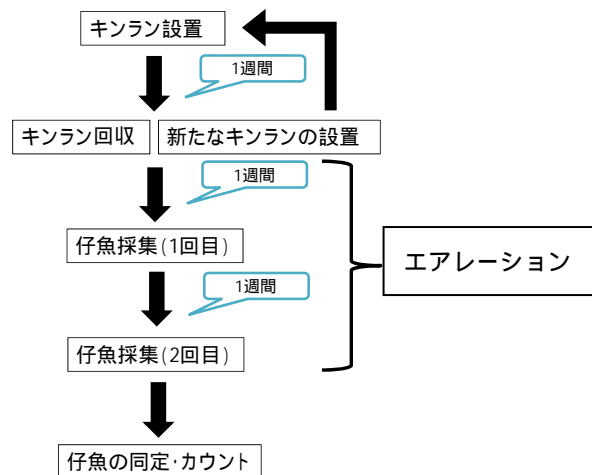 キンラン設置
1週間
キンラン回収
新たなキンランの設置
1週間
仔魚採集(1回目)
エアレーション
1週間
仔魚採集(2回目)
仔魚の同定・カウント